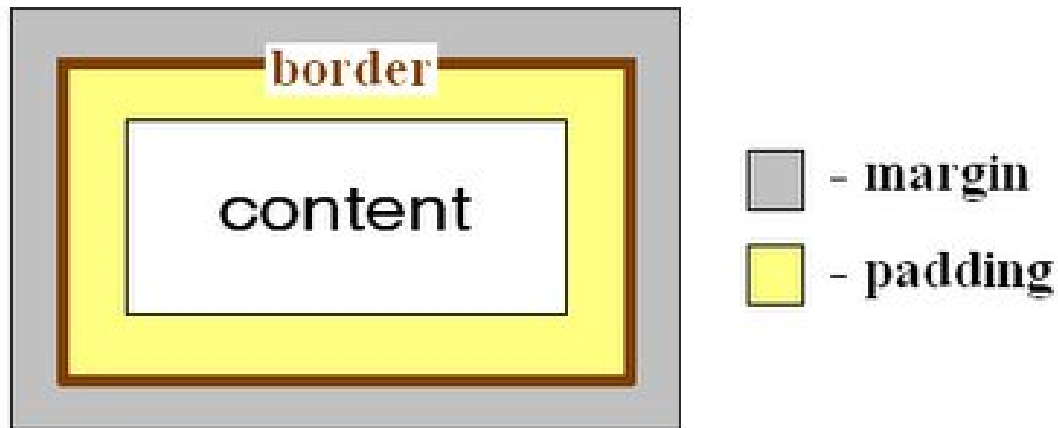 border
content
- margin
- padding